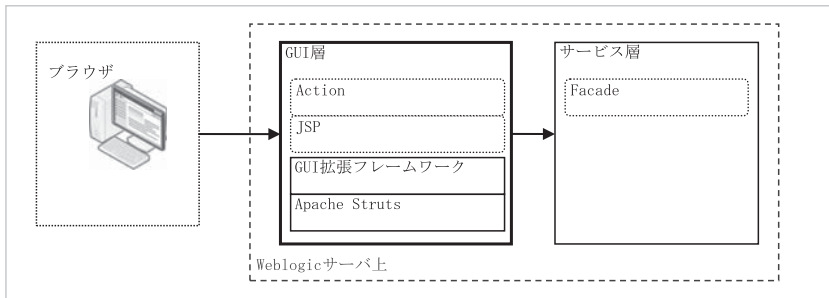 ブラウザ
GUI層
Action
JSP
GUI拡張フレームワーク
Apache Struts
サービス層
Facade
Weblogicサーバ上